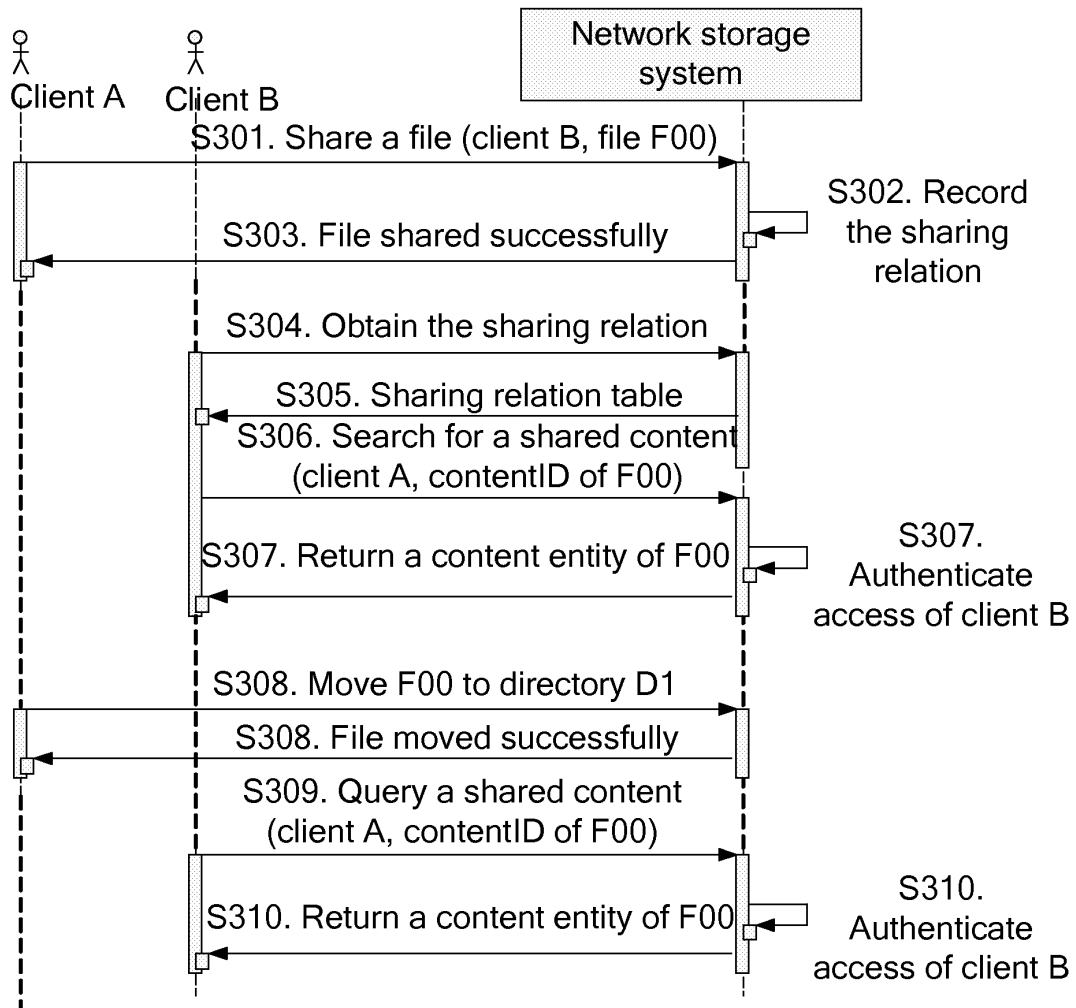 Network storage
system
Client A
Client B
S301. Share a file (client B, file F00)
S302. Record
the sharing
relation
S303. File shared successfully
S304. Obtain the sharing relation
S305. Sharing relation table
S306. Search for a shared content
(client A, contentID of F00)
S307. Return a content entity of F00
S307.
Authenticate
access of client B
S308. Move F00 to directory D1
S308. File moved successfully
S309. Query a shared content
(client A, contentID of F00)
S310. Return a content entity of F00
S310.
Authenticate
access of client B